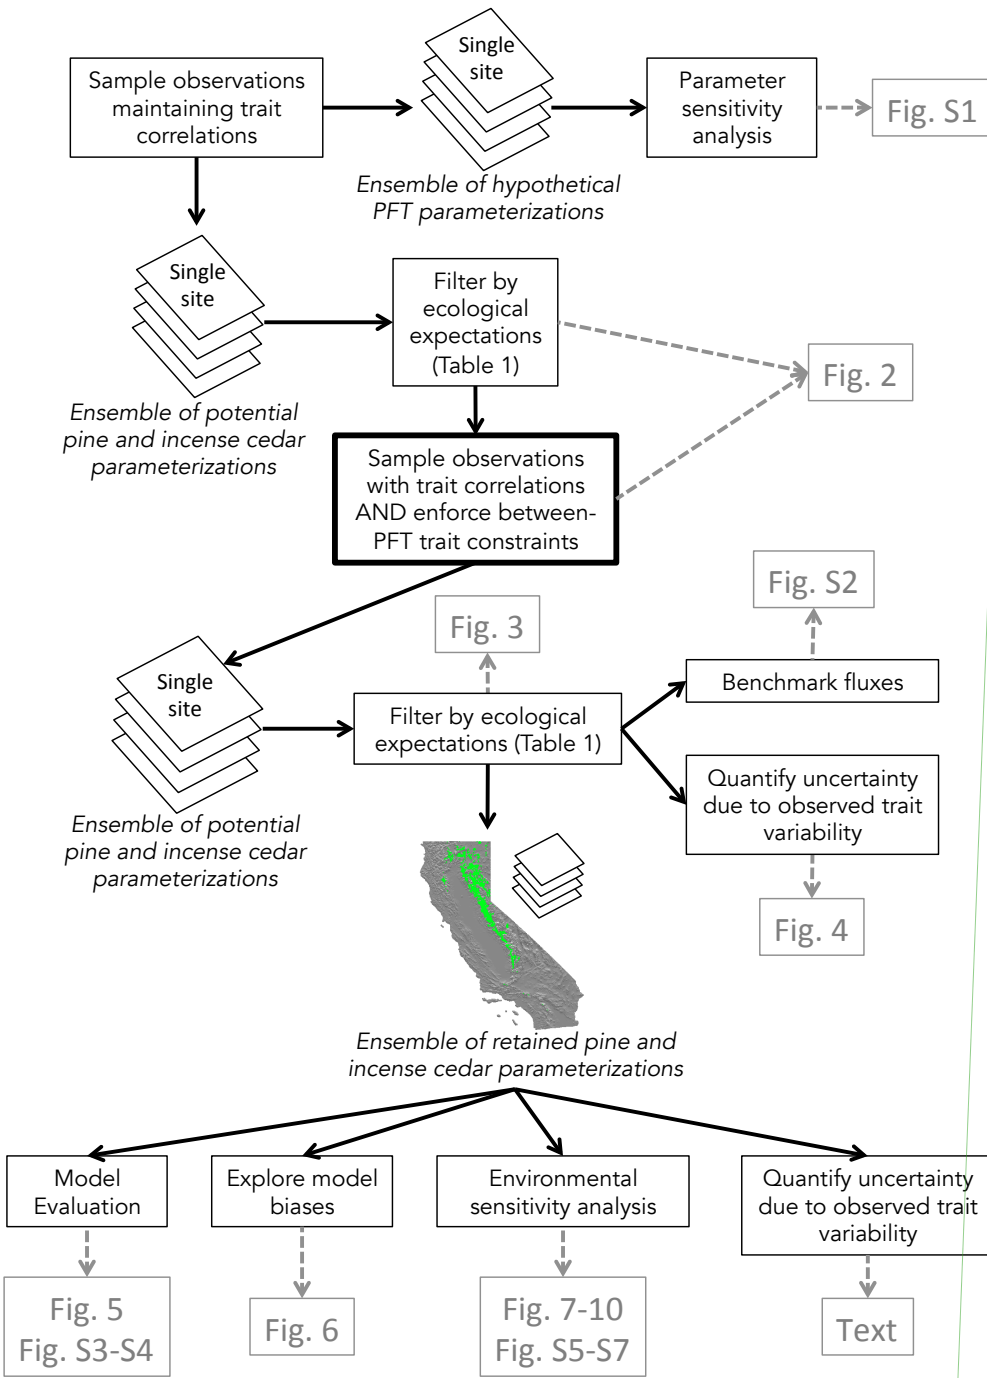 Single
site
Sample observations
maintaining trait
correlations
Parameter
sensitivity
analysis
Fig. S1
Ensemble of hypothetical
PFT parameterizations
Single
site
Filter by
ecological
expectations
(Table 1)
Fig. 2
Ensemble of potential
pine and incense cedar
parameterizations
Sample observations
with trait correlations
AND enforce between-
PFT trait constraints
Fig. S2
Fig. 3
Single
site
Filter by ecological
expectations (Table 1)
Benchmark fluxes
Quantify uncertainty
due to observed trait
variability
Ensemble of potential
pine and incense cedar
parameterizations
Fig. 4
Ensemble of retained pine and
incense cedar parameterizations
Model
Evaluation
Explore model
biases
Environmental
sensitivity analysis
Quantify uncertainty
due to observed trait
variability
Fig. 5
Fig. S3-S4
Fig. 6
Fig. 7-10
Fig. S5-S7
Text